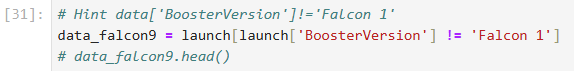 [31]: # Hint data['BoosterVersion']!='Falcon 1'
data_falcon9 = launch[launch['BoosterVersion'] != 'Falcon 1']
# data_falcon9.head()